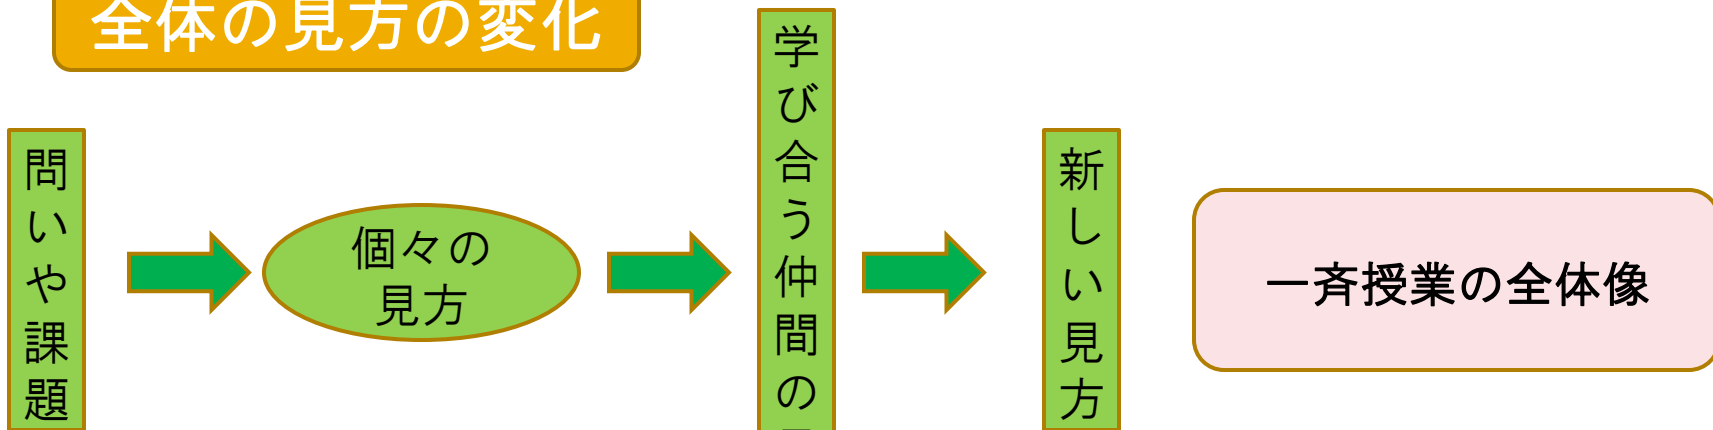 全体の見方の変化
問いや課題
個々の
見方
学び合う仲間の
新しい見方
一斉授業の全体像